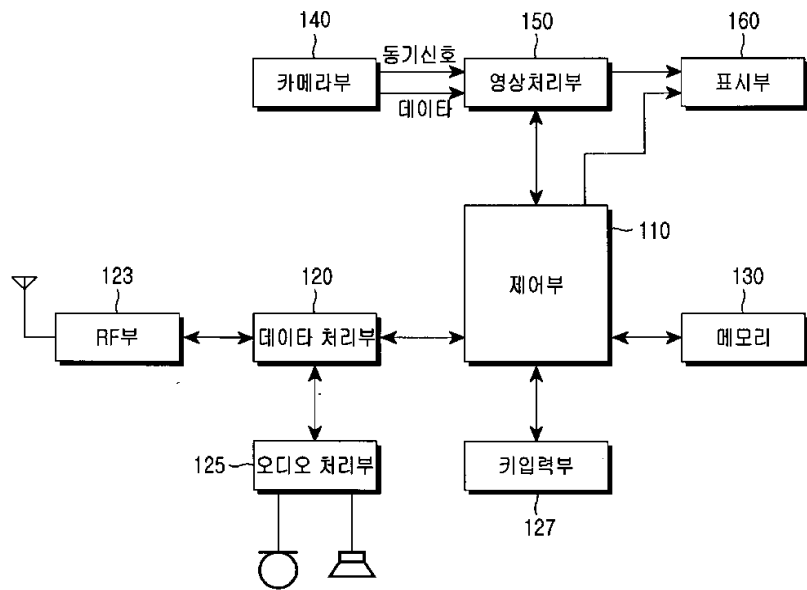 140
150
160
카메라부
동기신호
데이타
영상처리부
표시부
110
제어부
123
120
130
RF부
데이타 처리부
메모리
125
오디오 처리부
키입력부
127